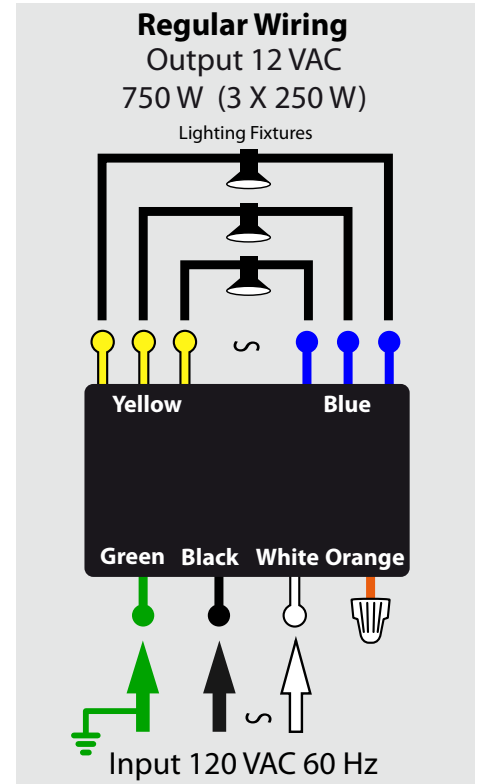 Regular Wiring
Output 12 VAC
750 W (3 X 250 W)
Lighting Fixtures
Yellow Blue
Green Black White Orange
Input 120 VAC 60 Hz